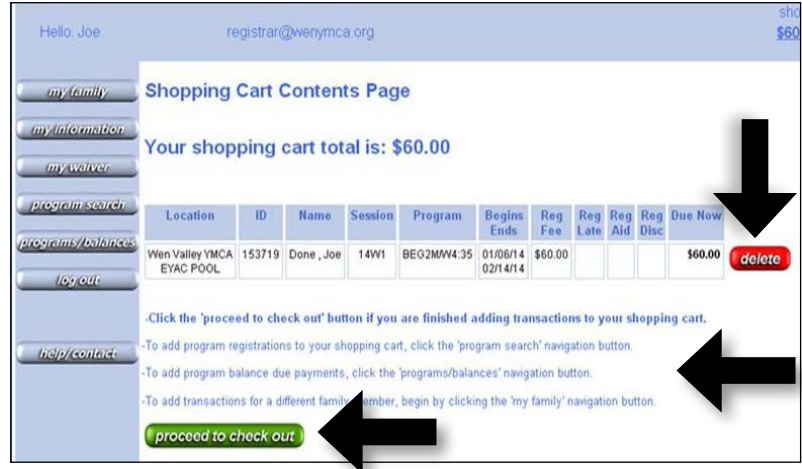 sho
Hello: Joe registrar@wenymca.org $60
my family
Shopping Cart Contents Page
my information
Your shopping cart total is: $60.00
my waiver
program search
Location ID Name Session Program Begins Ends Reg Fee Reg Late Reg Aid Reg Disc Due Now
programs/balances
Wen Valley YMCA EYAC POOL 153719 Done , Joe 14W1 BEG2M/W4:35 01/06/14 02/14/14 $60.00 $60.00 delete
log out
-Click the 'proceed to check out' button if you are finished adding transactions to your shopping cart.
help/contact
-To add program registrations to your shopping cart, click the 'program search' navigation button.
-To add program balance due payments, click the 'programs/balances' navigation button.
-To add transactions for a different family member, begin by clicking the 'my family' navigation button.
proceed to check out